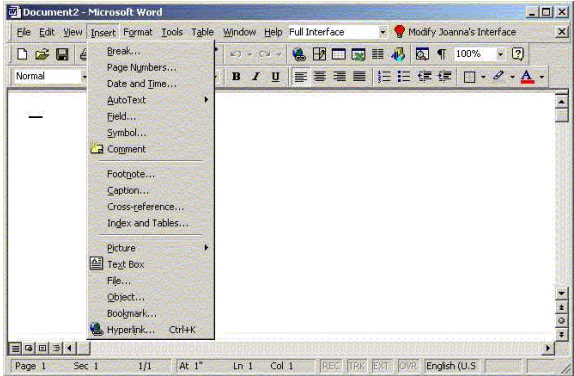 Document2 - Microsoft Word
File Edit View Insert Format Tools Table Window Help Full Interface Modify Joanna's Interface
100%
Normal B I U A
Break...
Page Numbers...
Date and Time...
AutoText
Field...
Symbol...
Comment
Footnote...
Caption...
Cross-reference...
Index and Tables...
Picture
Text Box
File...
Object...
Bookmark...
Hyperlink... Ctrl+K
Page 1 Sec 1 1/1 At 1" Ln 1 Col 1 REC TRK EXT OVR English (U.S